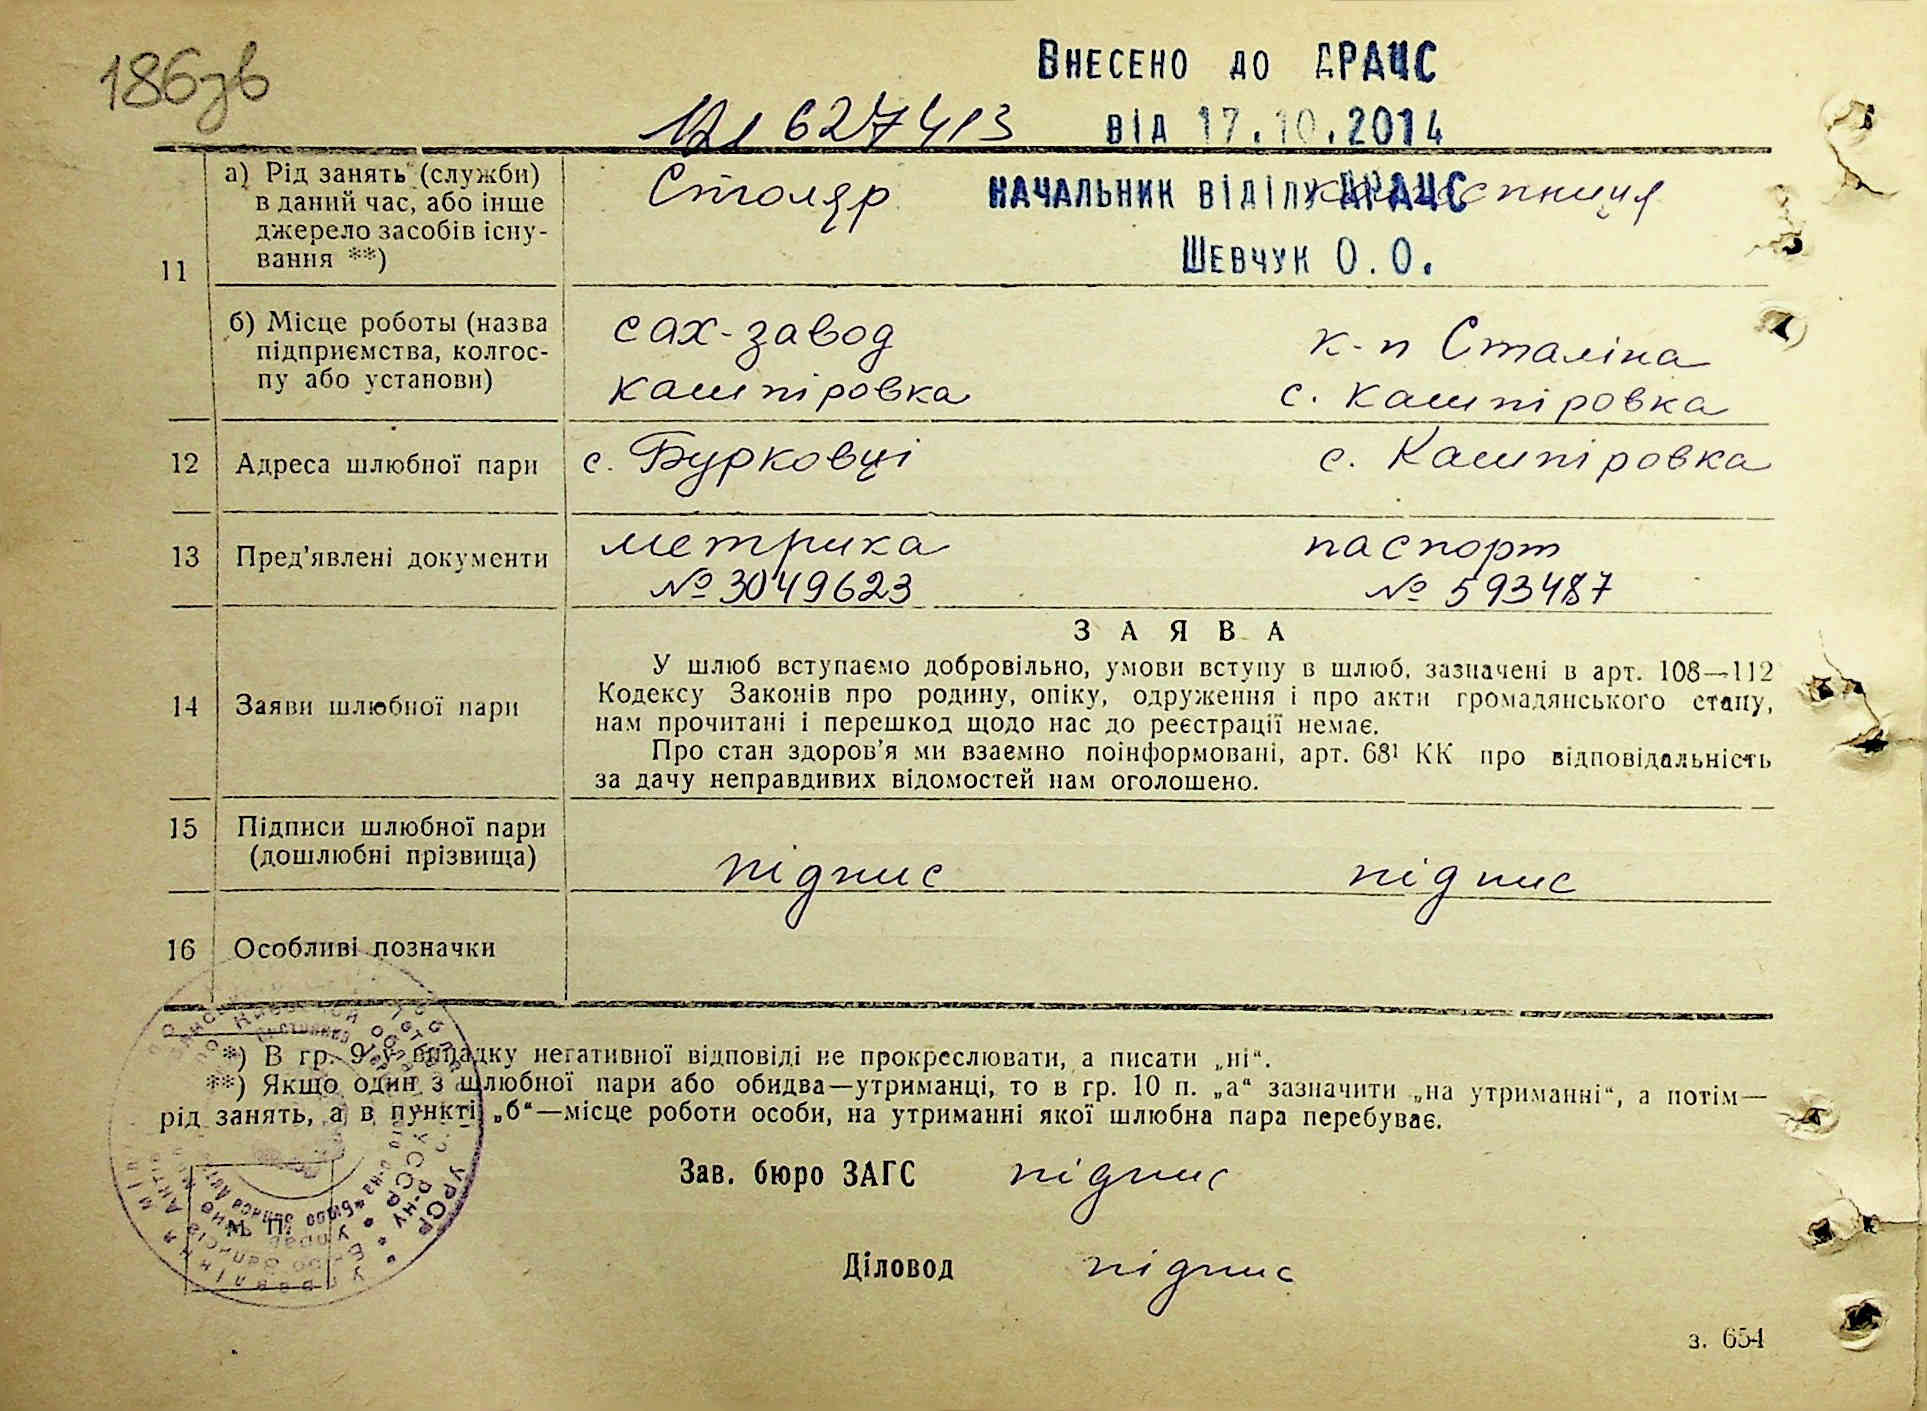 186зв
Внесено до ДРАЦС
627413 від 17.10.2014
11 а) Рід занять (служби) в даний час, або інше джерело засобів існування **)
Столяр
Начальник відділу ДРАЦС
Шевчук О.О.
б) Місце роботи (назва підприємства, колгоспу або установи)
сах-завод к-п Сталіна
Кашпіровка с. Кашпіровка
12 Адреса шлюбної пари с. Бурковці с. Кашпіровка
13 Пред'явлені документи метрика паспорт
№ 3049623 № 593487
14 Заяви шлюбної пари
ЗАЯВА
У шлюб вступаємо добровільно, умови вступу в шлюб, зазначені в арт. 108—112
Кодексу Законів про родину, опіку, одруження і про акти громадянського стану,
нам прочитані і перешкод щодо нас до реєстрації немає.
Про стан здоров'я ми взаємно поінформовані, арт. 68¹ КК про відповідальність
за дачу неправдивих відомостей нам оголошено.
15 Підписи шлюбної пари
(дошлюбні прізвища) підпис підпис
16 Особливі позначки
*) В гр. 9 у випадку негативної відповіді не прокреслювати, а писати „ні“.
**) Якщо один з шлюбної пари або обидва—утриманці, то в гр. 10 п. „а“ зазначити „на утриманні“, а потім—
рід занять, а в пункті „б“—місце роботи особи, на утриманні якої шлюбна пара перебуває.
Зав. бюро ЗАГС підпис
М. П.
Діловод підпис
з. 654